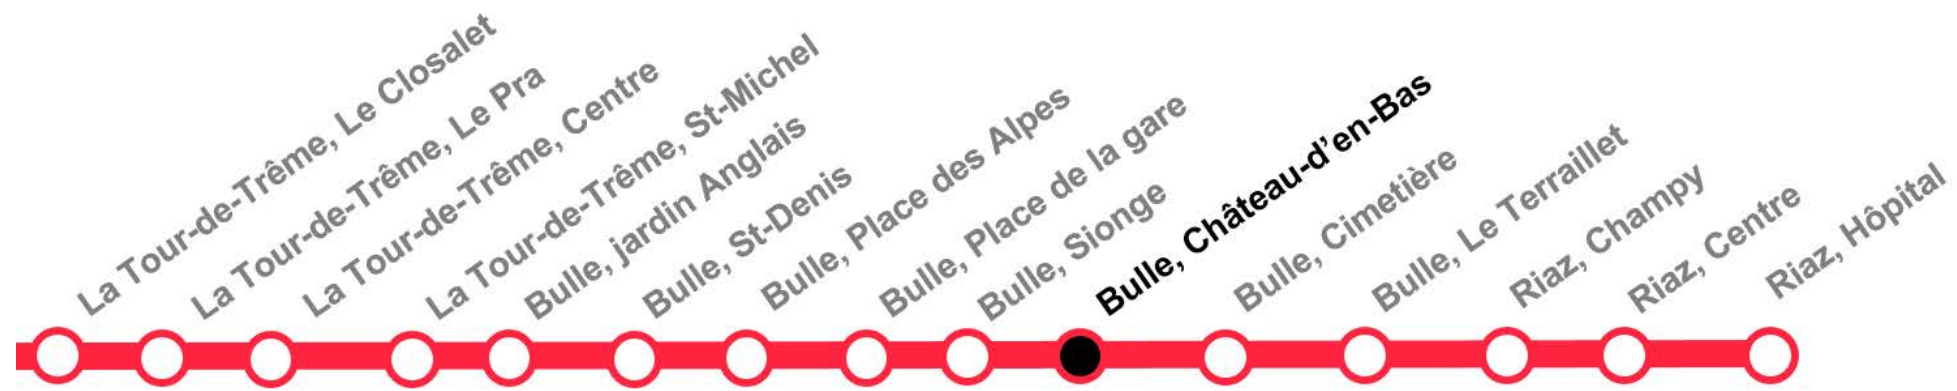 La Tour-de-Trême, Le Closalet
La Tour-de-Trême, Le Pra
La Tour-de-Trême, Centre
La Tour-de-Trême, St-Michel
Bulle, jardin Anglais
Bulle, St-Denis
Bulle, Place des Alpes
Bulle, Place de la gare
Bulle, Sionge
Bulle, Château-d’en-Bas
Bulle, Cimetière
Bulle, Le Terraillet
Riaz, Champy
Riaz, Centre
Riaz, Hôpital